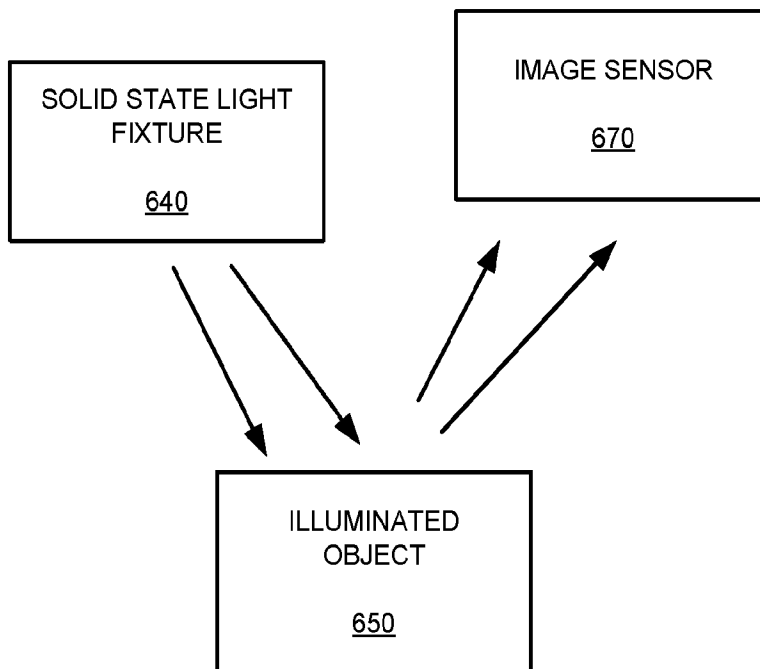 SOLID STATE LIGHT
FIXTURE
640
IMAGE SENSOR
670
ILLUMINATED
OBJECT
650